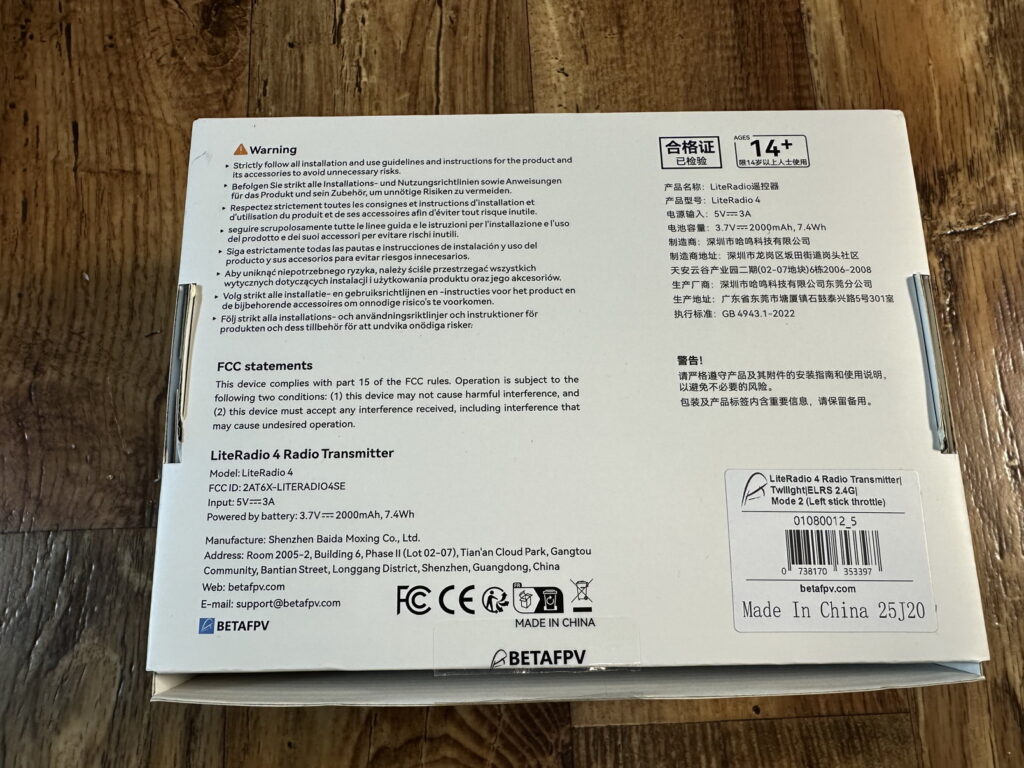 Warning
▸ Strictly follow all installation and use guidelines and instructions for the product and
its accessories to avoid unnecessary risks.
▸ Befolgen Sie strikt alle Installations- und Nutzungsrichtlinien sowie Anweisungen
für das Produkt und sein Zubehör, um unnötige Risiken zu vermeiden.
▸ Respectez strictement toutes les consignes et instructions d'installation et
d'utilisation du produit et de ses accessoires afin d'éviter tout risque inutile.
▸ seguire scrupolosamente tutte le linee guida e le istruzioni per l'installazione e l'uso
del prodotto e dei suoi accessori per evitare rischi inutili.
▸ Siga estrictamente todas las pautas e instrucciones de instalación y uso del
producto y sus accesorios para evitar riesgos innecesarios.
▸ Aby uniknąć niepotrzebnego ryzyka, należy ściśle przestrzegać wszystkich
wytycznych dotyczących instalacji i użytkowania produktu oraz jego akcesoriów.
▸ Volg strikt alle installatie- en gebruiksrichtlijnen en -instructies voor het product en
de bijbehorende accessoires om onnodige risico's te voorkomen.
▸ Följ strikt alla installations- och användningsriktlinjer och instruktioner för
produkten och dess tillbehör för att undvika onödiga risker.
FCC statements
This device complies with part 15 of the FCC rules. Operation is subject to the
following two conditions: (1) this device may not cause harmful interference, and
(2) this device must accept any interference received, including interference that
may cause undesired operation.
LiteRadio 4 Radio Transmitter
Model: LiteRadio 4
FCC ID: 2AT6X-LITERADIO4SE
Input: 5V⎓3A
Powered by battery: 3.7V⎓2000mAh, 7.4Wh
Manufacture: Shenzhen Baida Moxing Co., Ltd.
Address: Room 2005-2, Building 6, Phase II (Lot 02-07), Tian'an Cloud Park, Gangtou
Community, Bantian Street, Longgang District, Shenzhen, Guangdong, China
Web: betafpv.com
E-mail: support@betafpv.com
BETAFPV
FC CE
FR
MADE IN CHINA
BETAFPV
合格证
已检验
AGES
14+
限14岁以上人士使用
产品名称：LiteRadio遥控器
产品型号：LiteRadio 4
电源输入：5V⎓3A
电池容量：3.7V⎓2000mAh, 7.4Wh
制造商：深圳市哈鸣科技有限公司
制造商地址：深圳市龙岗区坂田街道岗头社区
天安云谷产业园二期(02-07地块)6栋2006-2008
生产厂商：深圳市哈鸣科技有限公司东莞分公司
生产地址：广东省东莞市塘厦镇石鼓泰兴路5号301室
执行标准：GB 4943.1-2022
警告!
请严格遵守产品及其附件的安装指南和使用说明，
以避免不必要的风险。
包装及产品标签内含重要信息，请保留备用。
LiteRadio 4 Radio Transmitter|
Twilight|ELRS 2.4G|
Mode 2 (Left stick throttle)
01080012_5
0 738170 353397
betafpv.com
Made In China 25J20